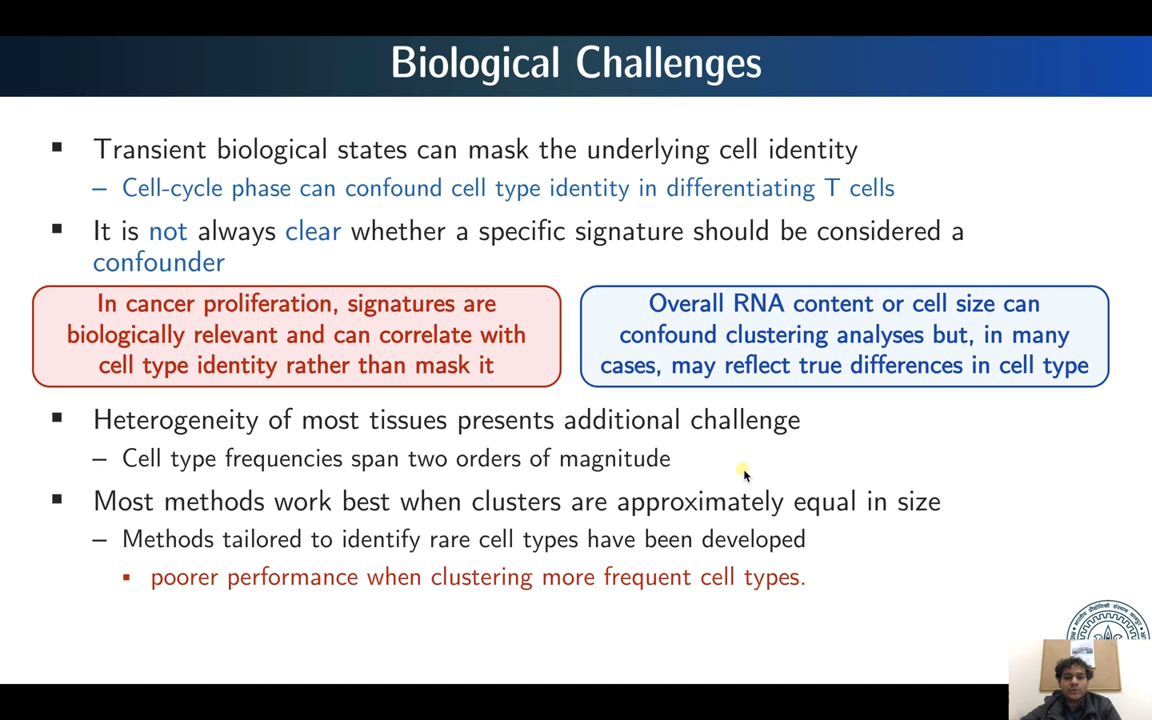 Biological Challenges
Transient biological states can mask the underlying cell identity
– Cell-cycle phase can confound cell type identity in differentiating T cells
It is not always clear whether a specific signature should be considered a
confounder
In cancer proliferation, signatures are
biologically relevant and can correlate with
cell type identity rather than mask it
Overall RNA content or cell size can
confound clustering analyses but, in many
cases, may reflect true differences in cell type
Heterogeneity of most tissues presents additional challenge
– Cell type frequencies span two orders of magnitude
Most methods work best when clusters are approximately equal in size
– Methods tailored to identify rare cell types have been developed
poorer performance when clustering more frequent cell types.